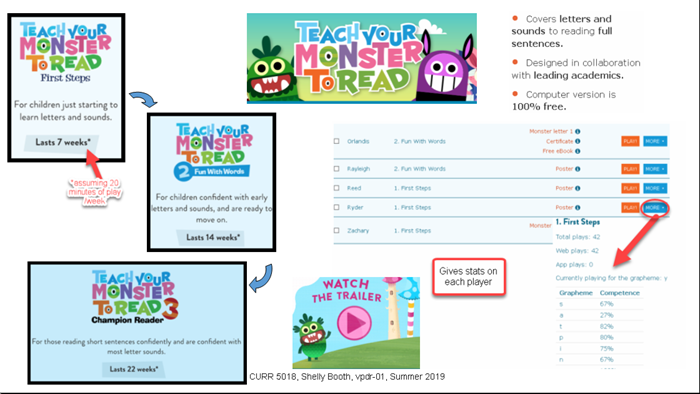 TEACH YOUR
MONSTER
TO READ
First Steps
For children just starting to
learn letters and sounds.
Lasts 7 weeks*
*assuming 20
minutes of play
/week
TEACH YOUR
MONSTER
TO READ
2 Fun With Words
For children confident with early
letters and sounds, and are ready to
move on.
Lasts 14 weeks*
TEACH YOUR
MONSTER
TO READ 3
Champion Reader
For those reading short sentences confidently and are confident with
most letter sounds.
Lasts 22 weeks*
TEACH YOUR
MONSTER
TO READ
• Covers letters and
sounds to reading full
sentences.
• Designed in collaboration
with leading academics.
• Computer version is
100% free.
Monster letter 1
Orlando 2. Fun With Words Certificate PLAY! MORE
Free eBook
Rayleigh 2. Fun With Words Poster PLAY! MORE
Reed 1. First Steps Poster PLAY! MORE
Ryder 1. First Steps Poster PLAY! MORE
Zachary 1. First Steps Monster
1. First Steps
Total plays: 42
Web plays: 42
App plays: 0
Currently playing for the grapheme: y
Grapheme Competence
s 67%
a 27%
t 82%
p 80%
i 75%
n 67%
Gives stats on
each player
WATCH
THE TRAILER
CURR 5018, Shelly Booth, vpdr-01, Summer 2019